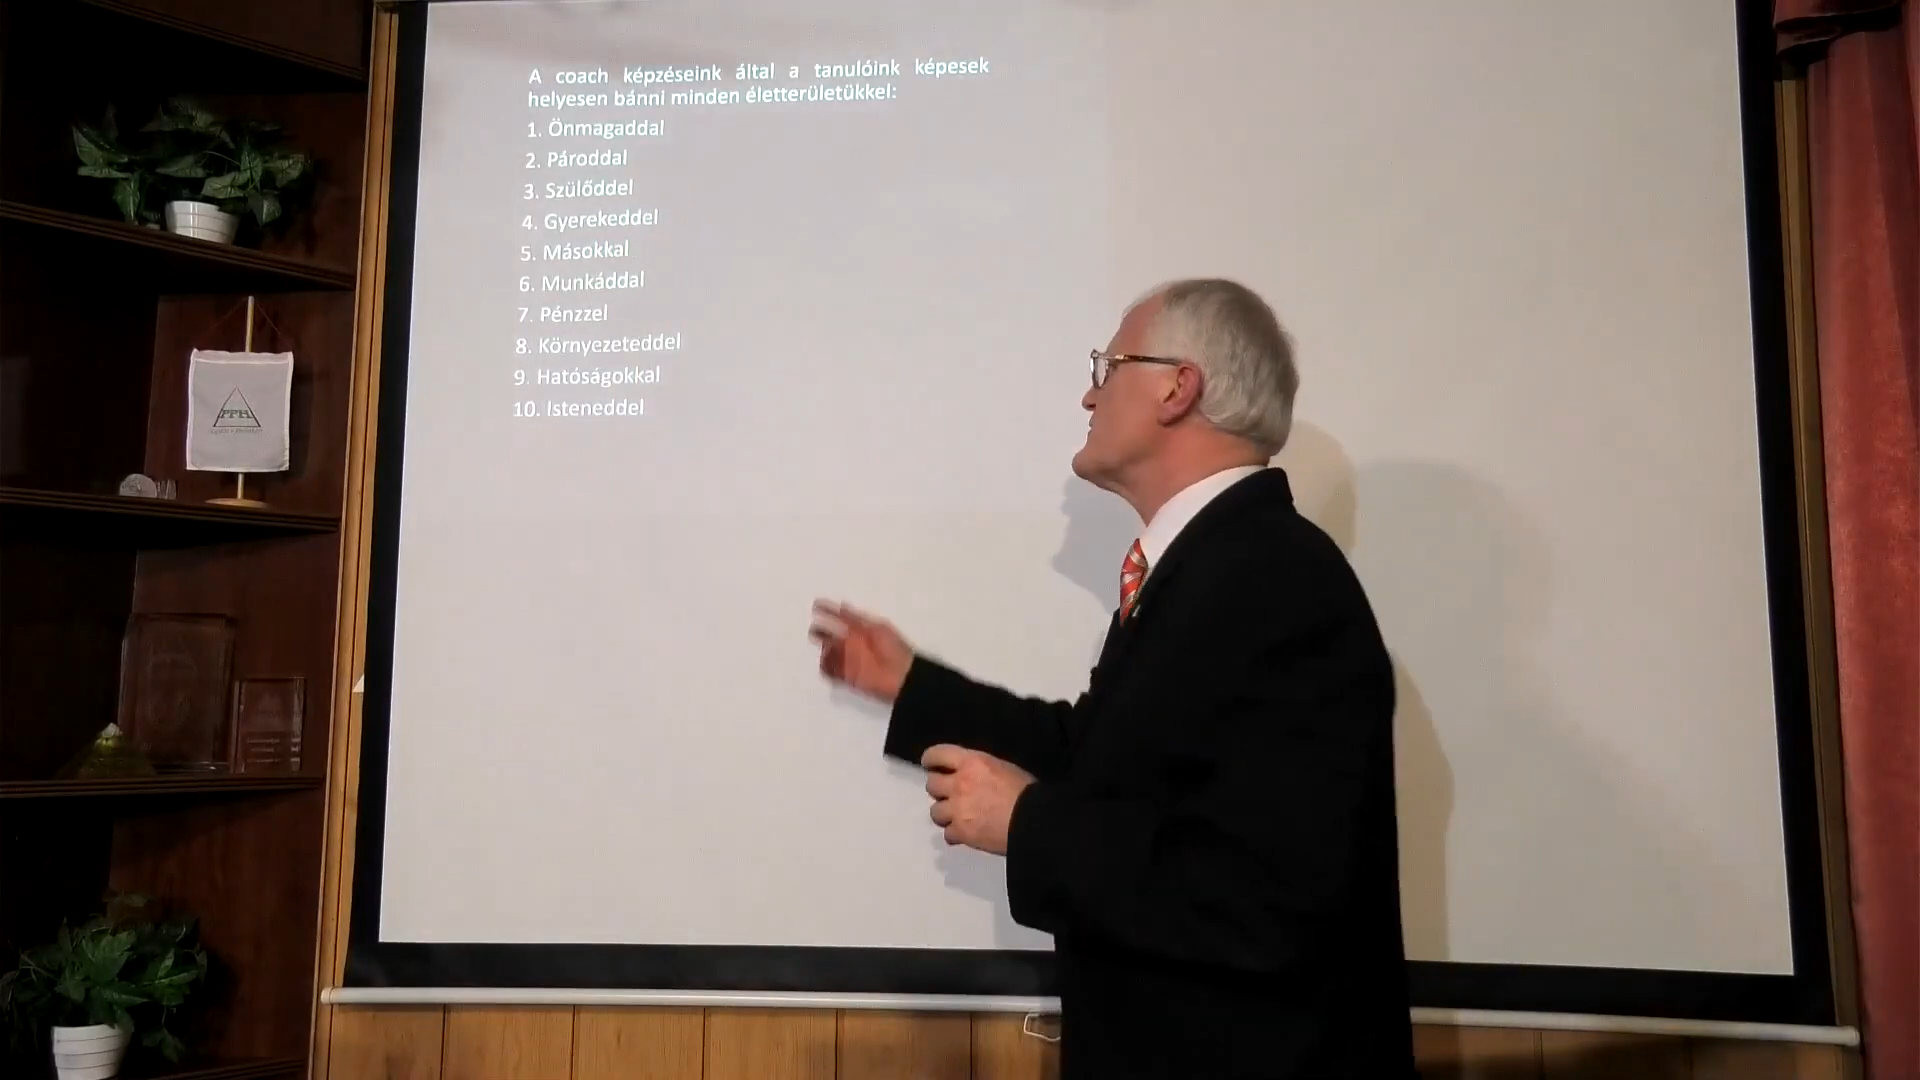 A coach képzéseink által a tanulóink képesek
helyesen bánni minden életterületükkel:
1. Önmagaddal
2. Pároddal
3. Szülőddel
4. Gyerekeddel
5. Másokkal
6. Munkáddal
7. Pénzzel
8. Környezeteddel
9. Hatóságokkal
10. Isteneddel
PPH